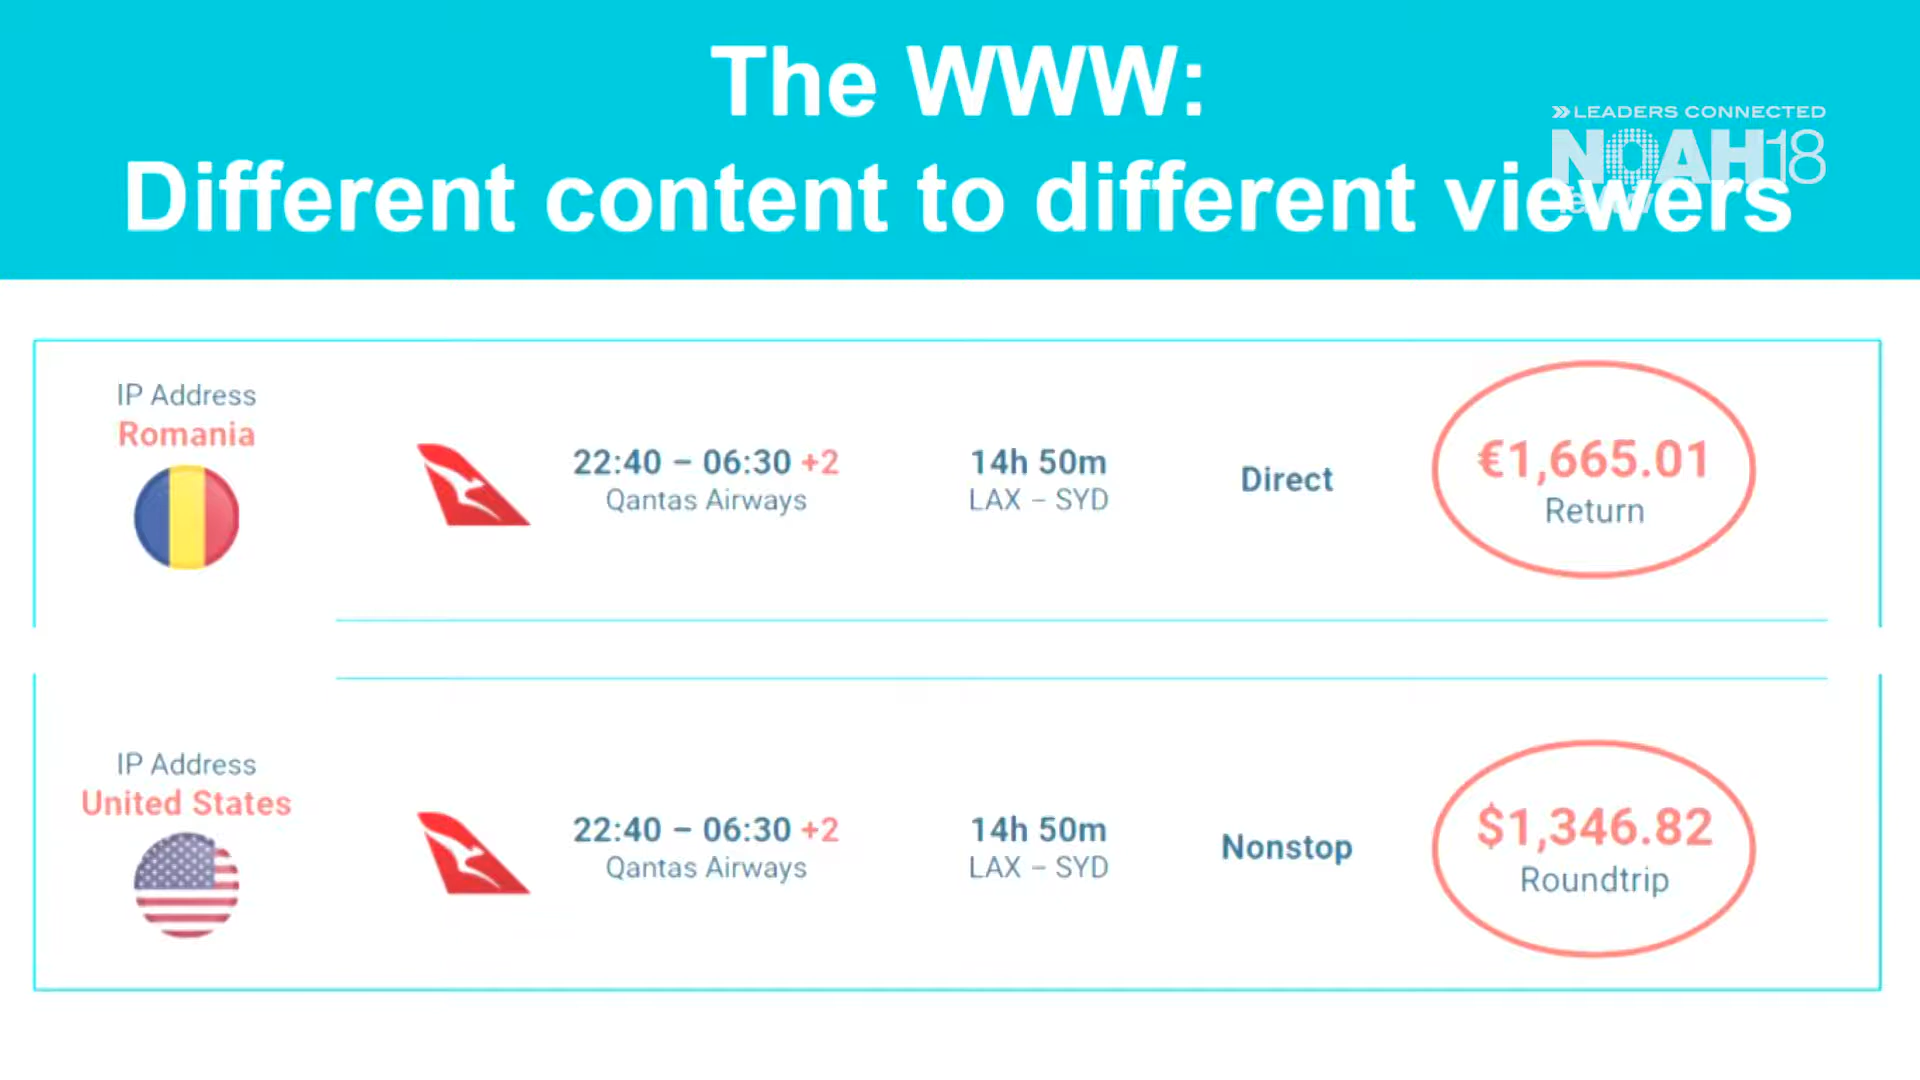 The WWW:
Different content to different viewers
LEADERS CONNECTED
NOAH18
IP Address
Romania
22:40 – 06:30 +2
Qantas Airways
14h 50m
LAX – SYD
Direct
€1,665.01
Return
IP Address
United States
22:40 – 06:30 +2
Qantas Airways
14h 50m
LAX – SYD
Nonstop
$1,346.82
Roundtrip